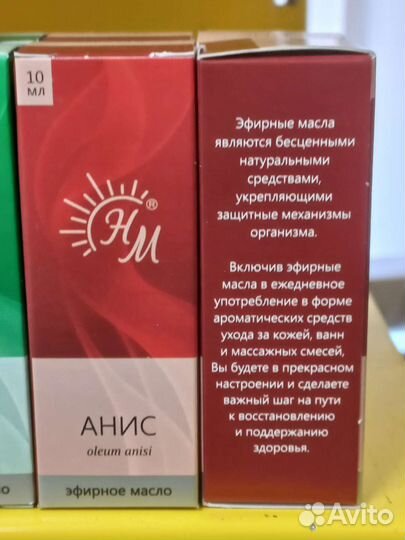 10
мл
НМ®
АНИС
oleum anisi
эфирное масло
Эфирные масла
являются бесценными
натуральными
средствами,
укрепляющими
защитные механизмы
организма.
Включив эфирные
масла в ежедневное
употребление в форме
ароматических средств
ухода за кожей, ванн
и массажных смесей,
Вы будете в прекрасном
настроении и сделаете
важный шаг на пути
к восстановлению
и поддержанию
здоровья.
ло
Avito